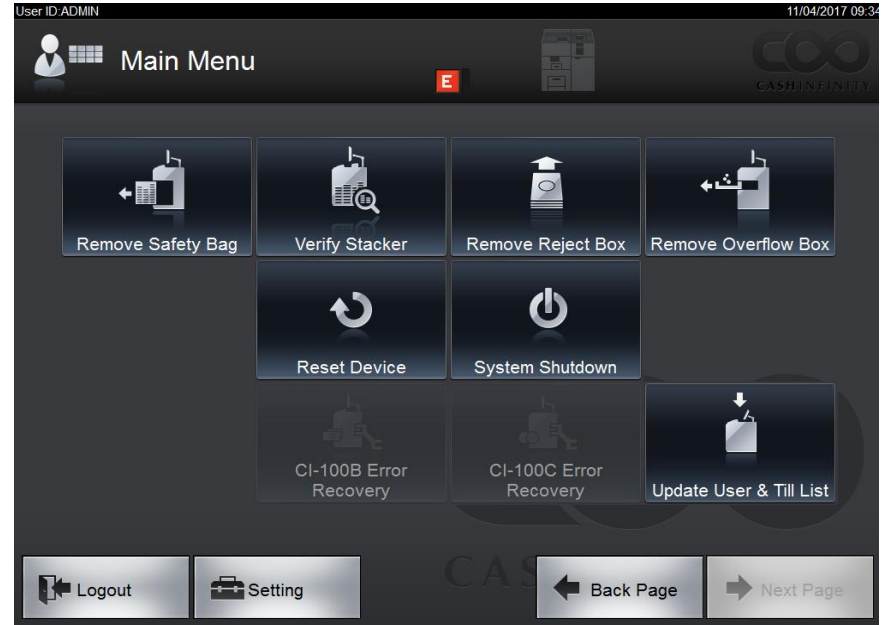 User ID:ADMIN
11/04/2017 09:34
Main Menu
E
CASHINFINITY
Remove Safety Bag
Verify Stacker
Remove Reject Box
Remove Overflow Box
Reset Device
System Shutdown
CI-100B Error
Recovery
CI-100C Error
Recovery
Update User & Till List
CAS
Logout
Setting
Back Page
Next Page